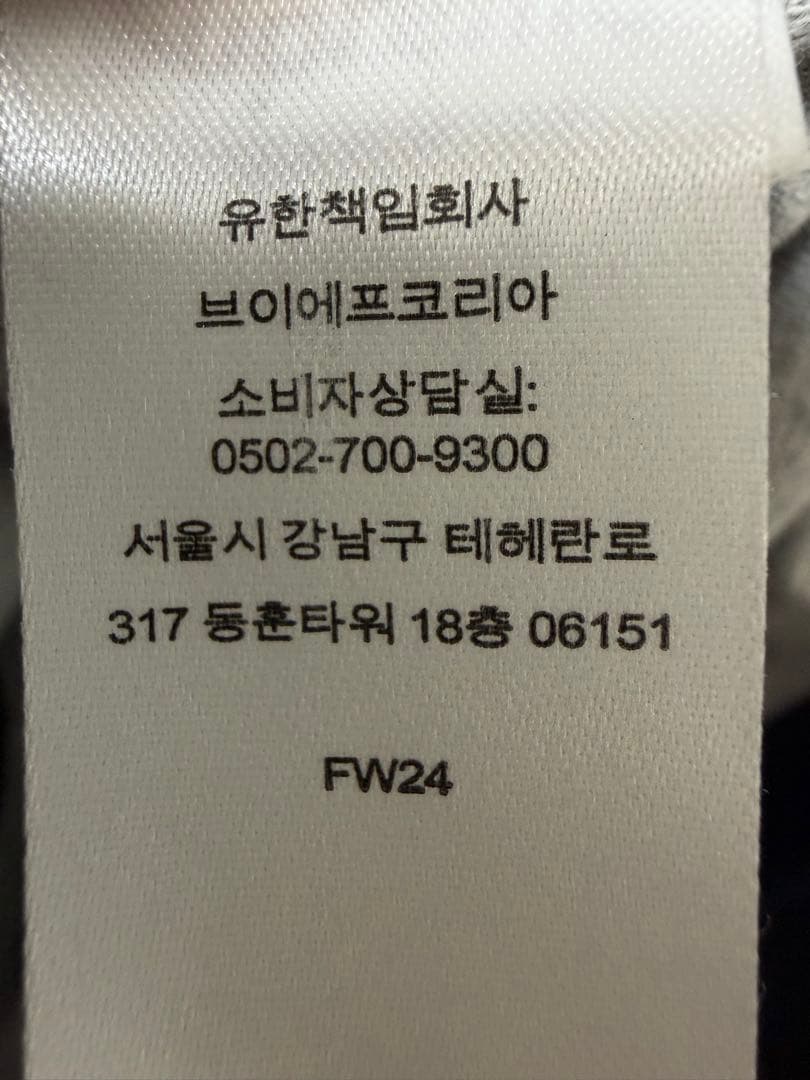 유한책임회사
브이에프코리아
소비자상담실:
0502-700-9300
서울시 강남구 테헤란로
317 동훈타워 18층 06151
FW24